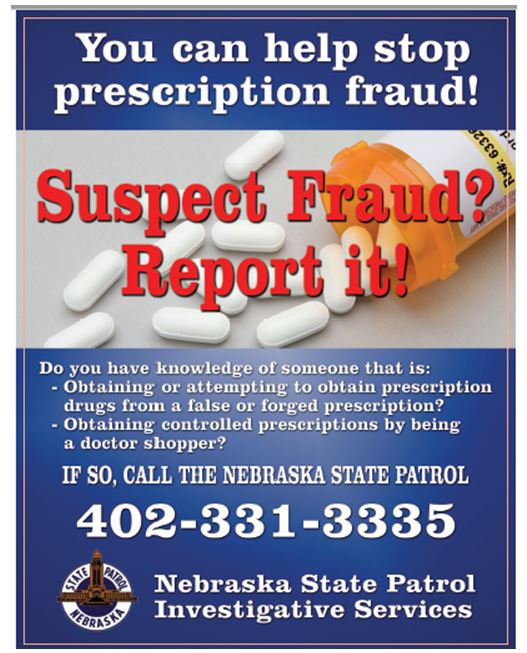 You can help stop
prescription fraud!
Rx#: 6332
Suspect Fraud?
Report it!
Do you have knowledge of someone that is:
- Obtaining or attempting to obtain prescription
drugs from a false or forged prescription?
- Obtaining controlled prescriptions by being
a doctor shopper?
IF SO, CALL THE NEBRASKA STATE PATROL
402-331-3335
STATE PATROL
NEBRASKA
Nebraska State Patrol
Investigative Services